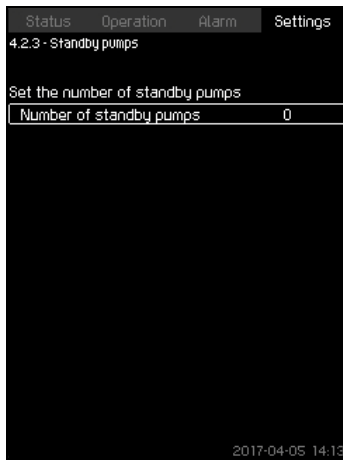 Status Operation Alarm Settings
4.2.3 - Standby pumps
Set the number of standby pumps
Number of standby pumps 0
2017-04-05 14:13